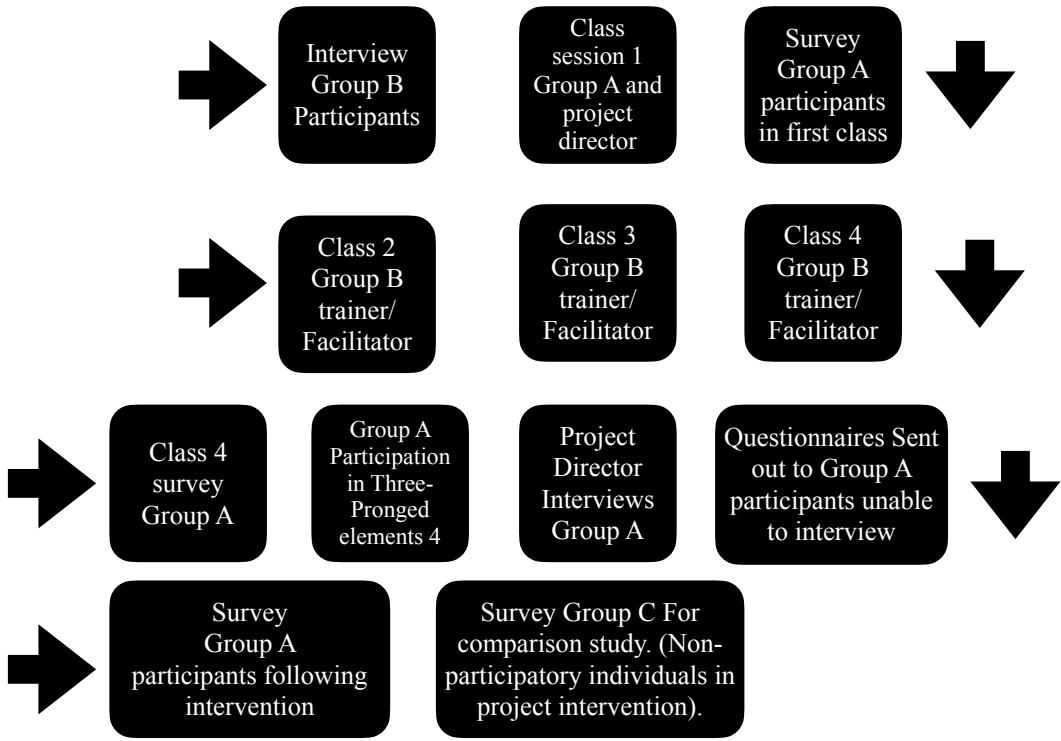 Interview
Group B
Participants
Class
session 1
Group A and
project
director
Survey
Group A
participants
in first class
Class 2
Group B
trainer/
Facilitator
Class 3
Group B
trainer/
Facilitator
Class 4
Group B
trainer/
Facilitator
Class 4
survey
Group A
Group A
Participation
in Three-
Pronged
elements 4
Project
Director
Interviews
Group A
Questionnaires Sent
out to Group A
participants unable
to interview
Survey
Group A
participants following
intervention
Survey Group C For
comparison study. (Non-
participatory individuals in
project intervention).